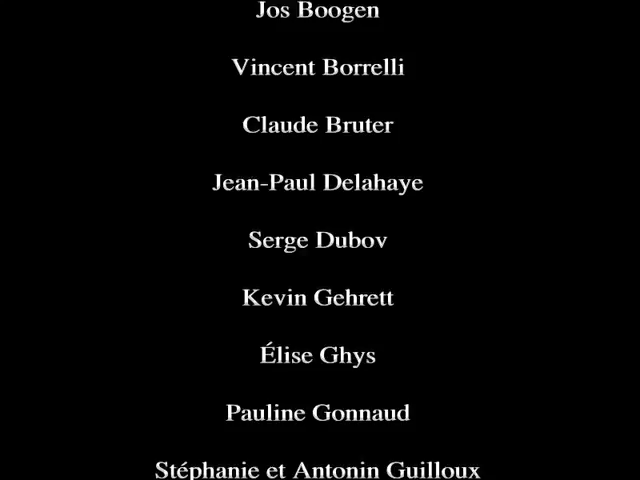 Jos Boogen
Vincent Borrelli
Claude Bruter
Jean-Paul Delahaye
Serge Dubov
Kevin Gehrett
Élise Ghys
Pauline Gonnaud
Stéphanie et Antonin Guilloux